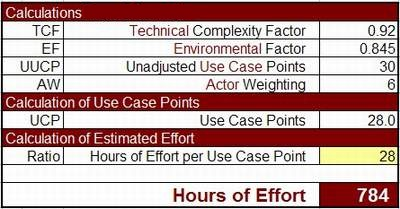 Calculations
TCF Technical Complexity Factor 0.92
EF Environmental Factor 0.845
UUCP Unadjusted Use Case Points 30
AW Actor Weighting 6
Calculation of Use Case Points
UCP Use Case Points 28.0
Calculation of Estimated Effort
Ratio Hours of Effort per Use Case Point 28
Hours of Effort 784